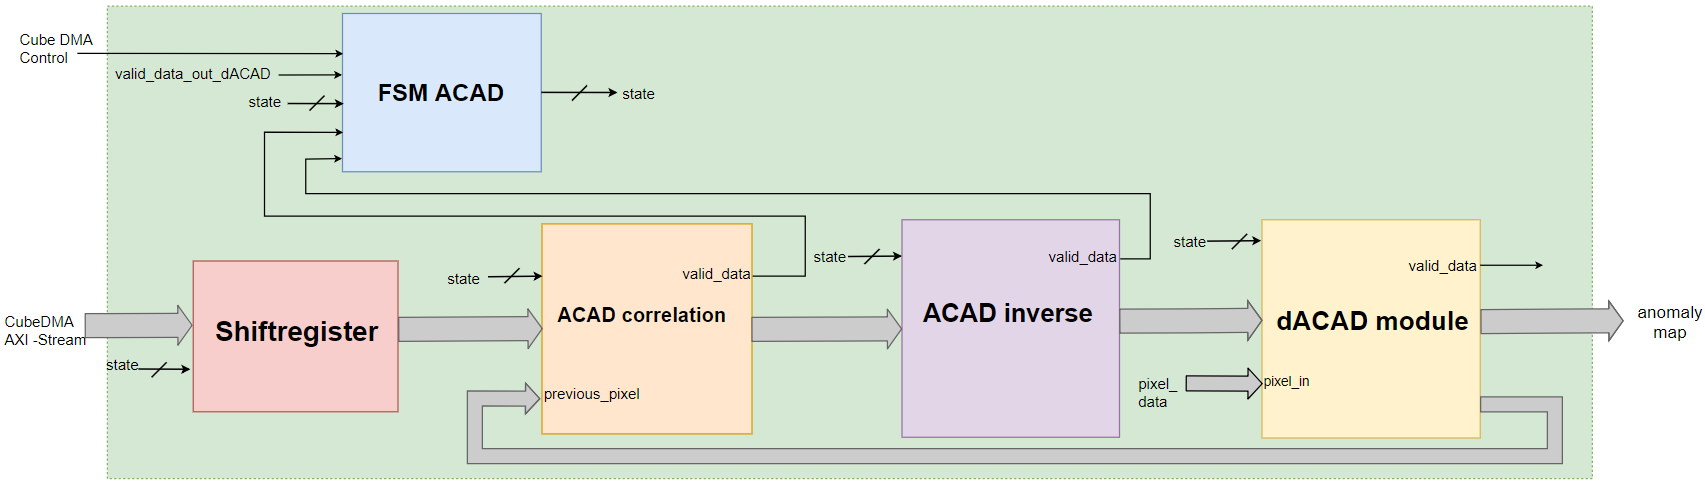 Cube DMA
Control
valid_data_out_dACAD
state
FSM ACAD
state
CubeDMA
AXI -Stream
state
Shiftregister
state
valid_data
ACAD correlation
previous_pixel
state
valid_data
ACAD inverse
state
valid_data
dACAD module
pixel_
data
pixel_in
anomaly
map